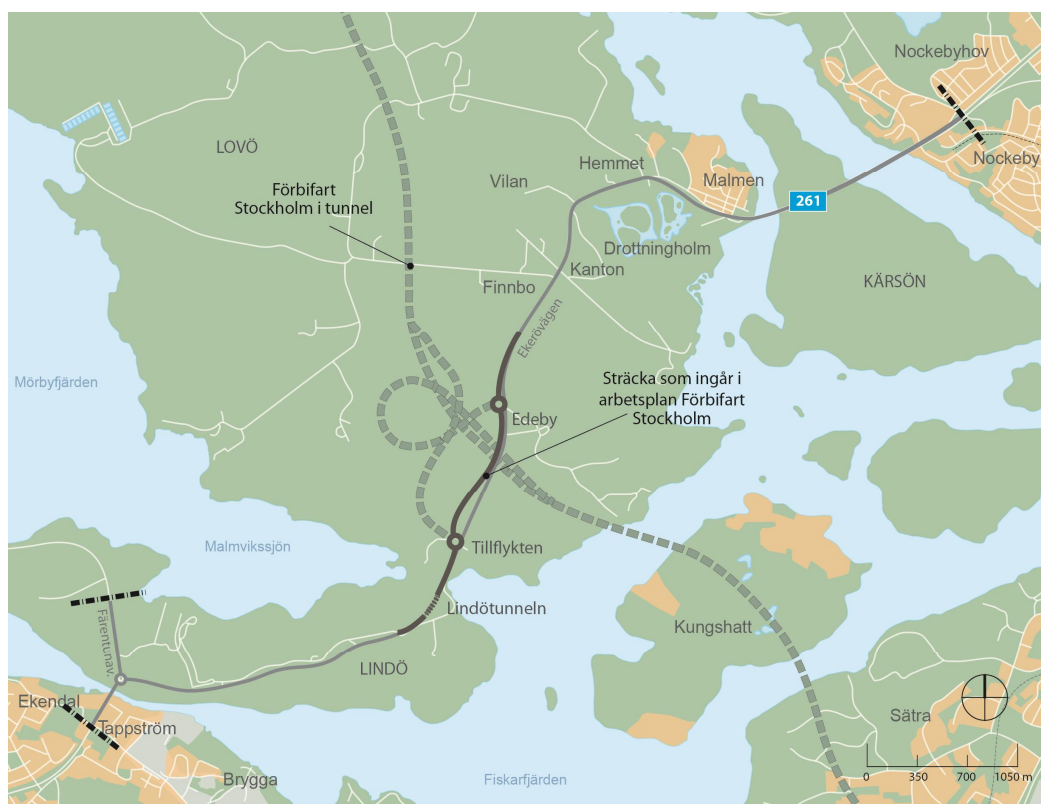 Nockebyhov
Nockeby
LOVÖ
Hemmet
Förbifart
Stockholm i tunnel
Vilan
Malmen
261
Drottningholm
Kanton
Finnbo
KÄRSÖN
Ekerövägen
Mörbyfjärden
Sträcka som ingår i
arbetsplan Förbifart
Stockholm
Edeby
Malmvikssjön
Tillflykten
Lindötunneln
Färentunav.
Kungshatt
LINDÖ
Ekendal
Tappström
Sätra
Brygga
Fiskarfjärden
0 350 700 1050 m